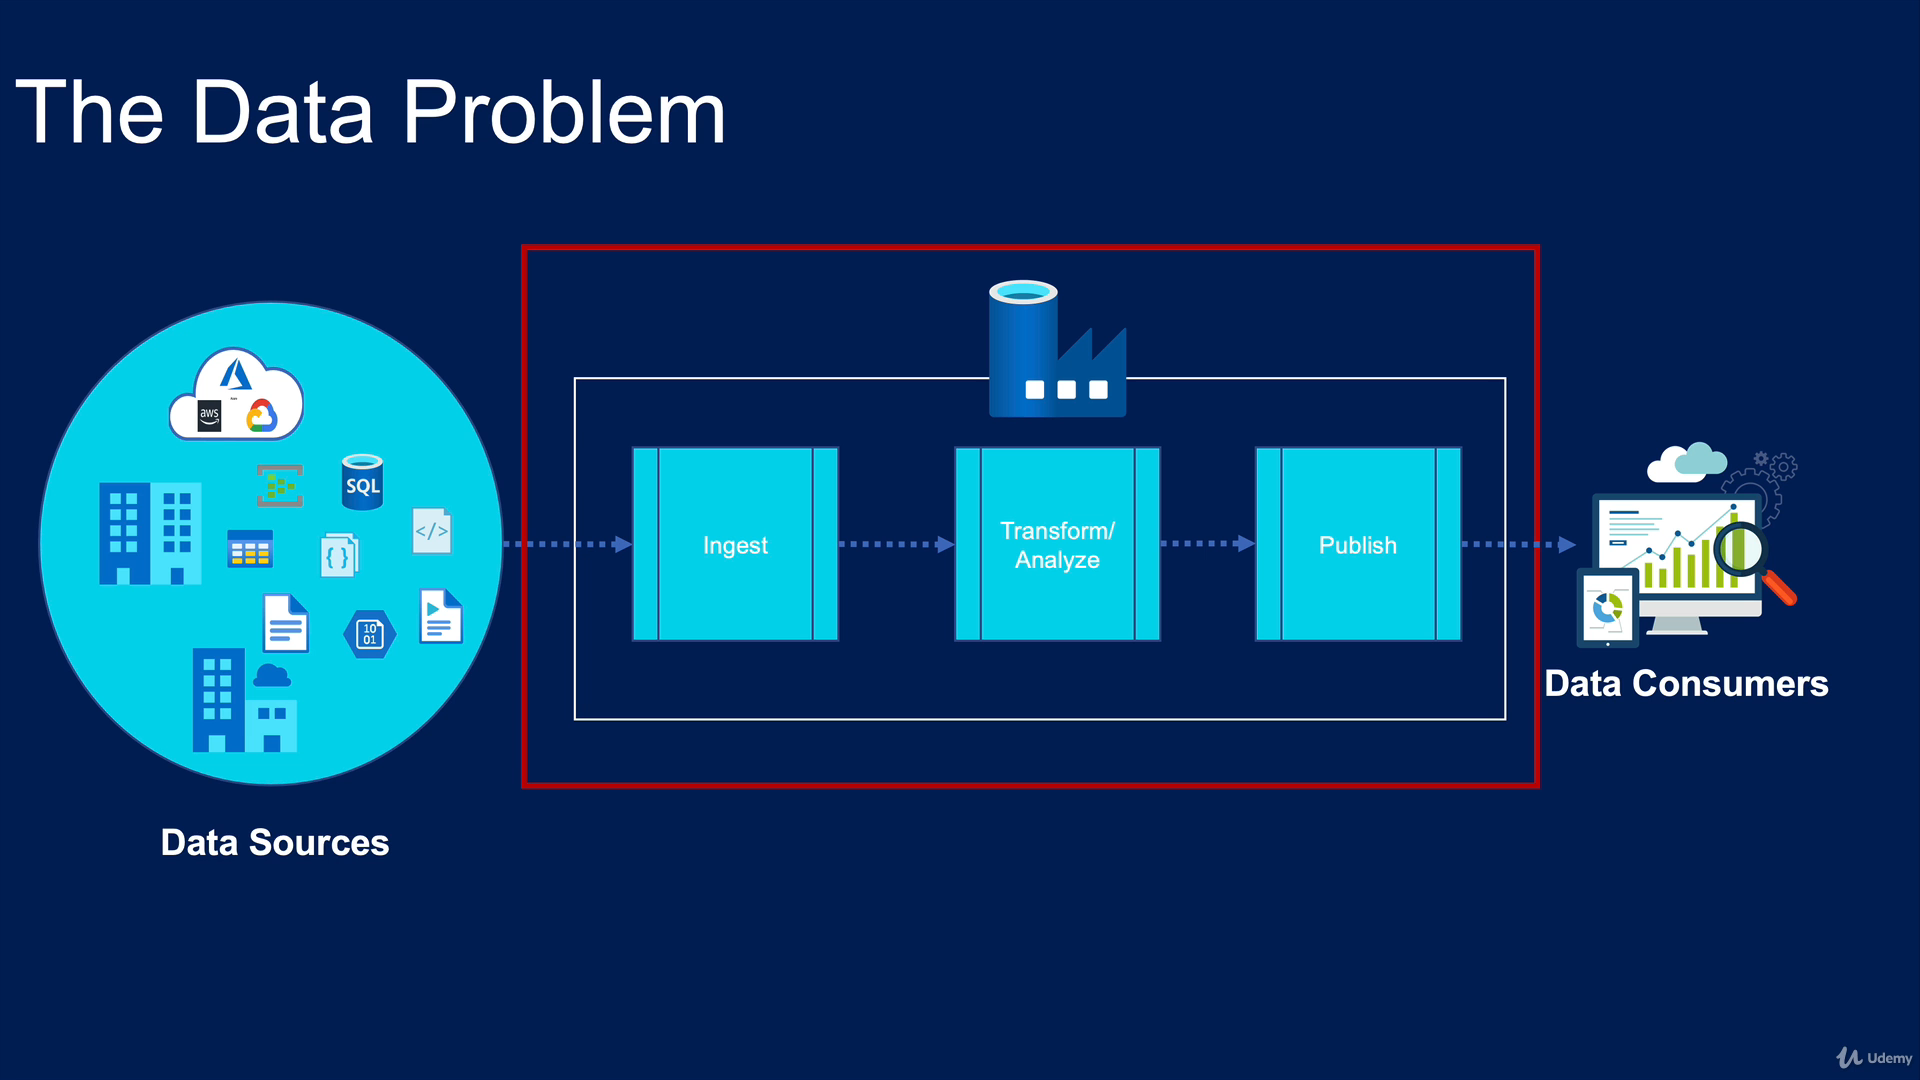 The Data Problem
aws
SQL
</>
{ }
10
01
Ingest
Transform/
Analyze
Publish
Data Consumers
Data Sources
Udemy